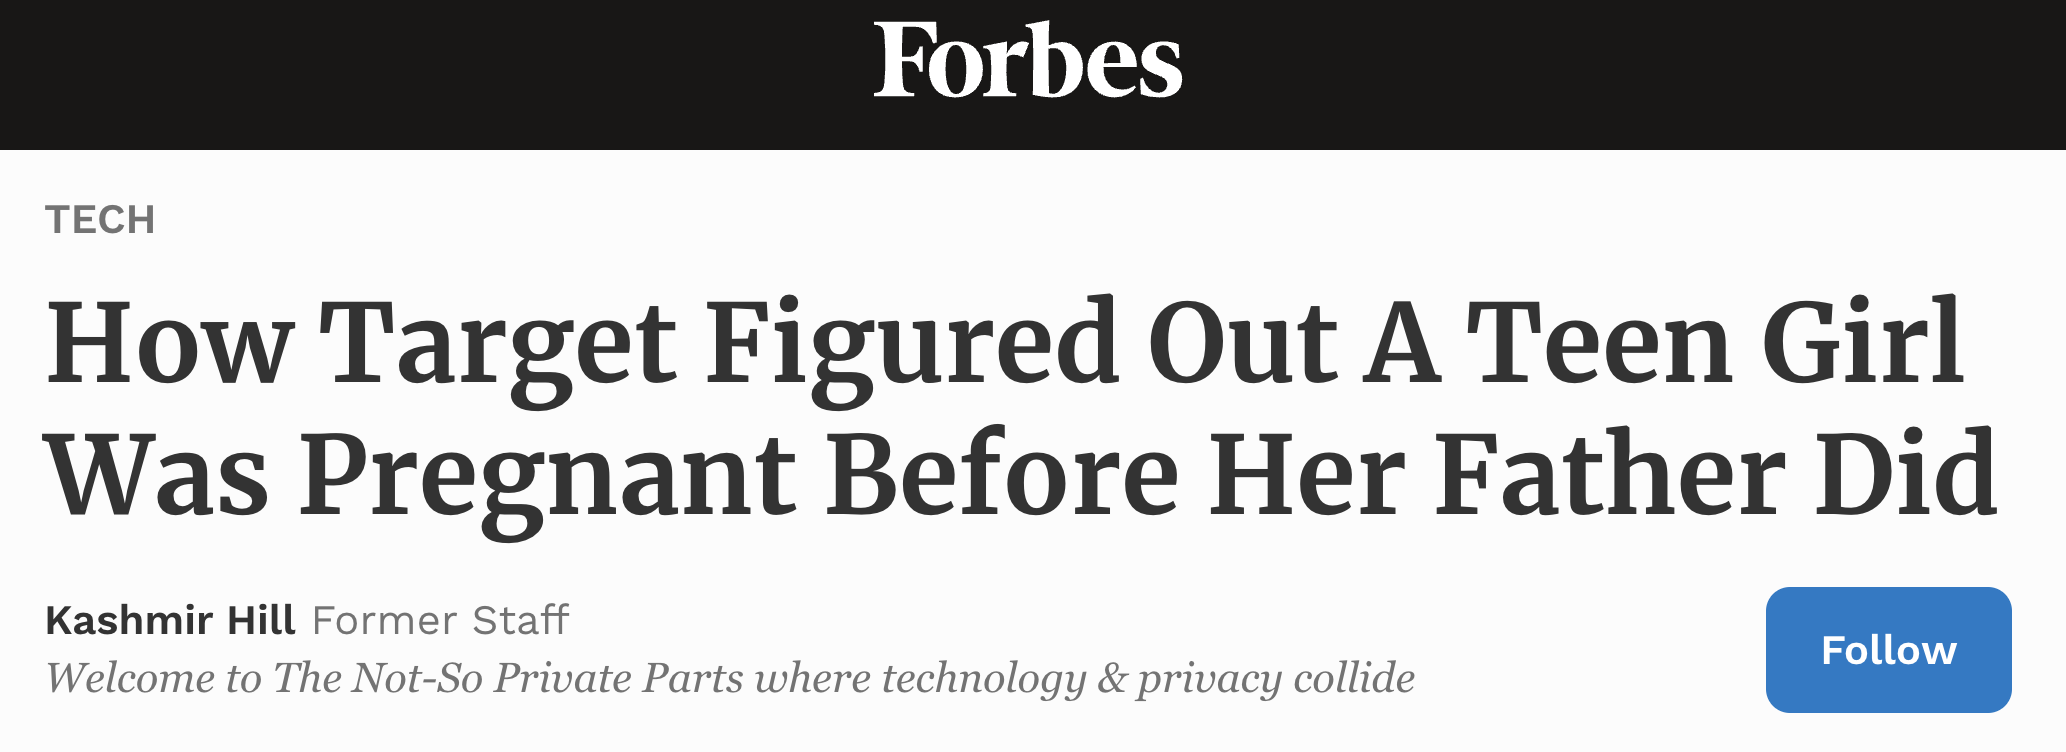 Forbes
TECH
How Target Figured Out A Teen Girl
Was Pregnant Before Her Father Did
Kashmir Hill Former Staff
Welcome to The Not-So Private Parts where technology & privacy collide
Follow